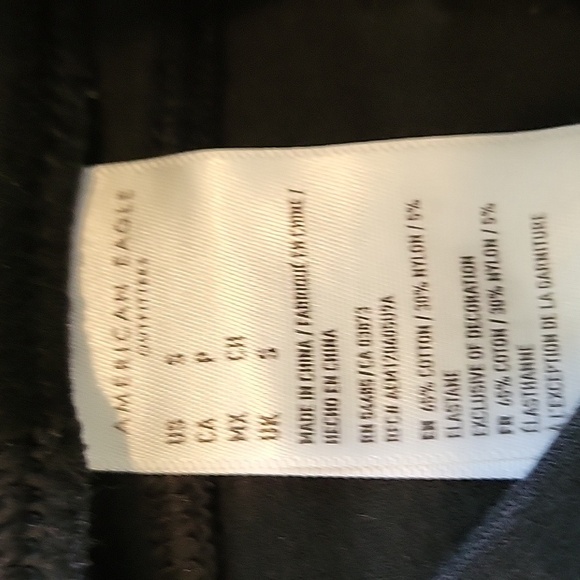 AMERICAN EAGLE
OUTFITTERS
US S
CA P
MX CH
UK S
MADE IN CHINA / FABRIQUÉ EN CHINE /
HECHO EN CHINA
RN 54485/CA 03873
EN 65% COTTON / 30% NYLON / 5%
ELASTANE
EXCLUSIVE OF DECORATION
FR 65% COTON / 30% NYLON / 5%
ÉLASTHANNE
À L'EXCEPTION DE LA GARNITURE